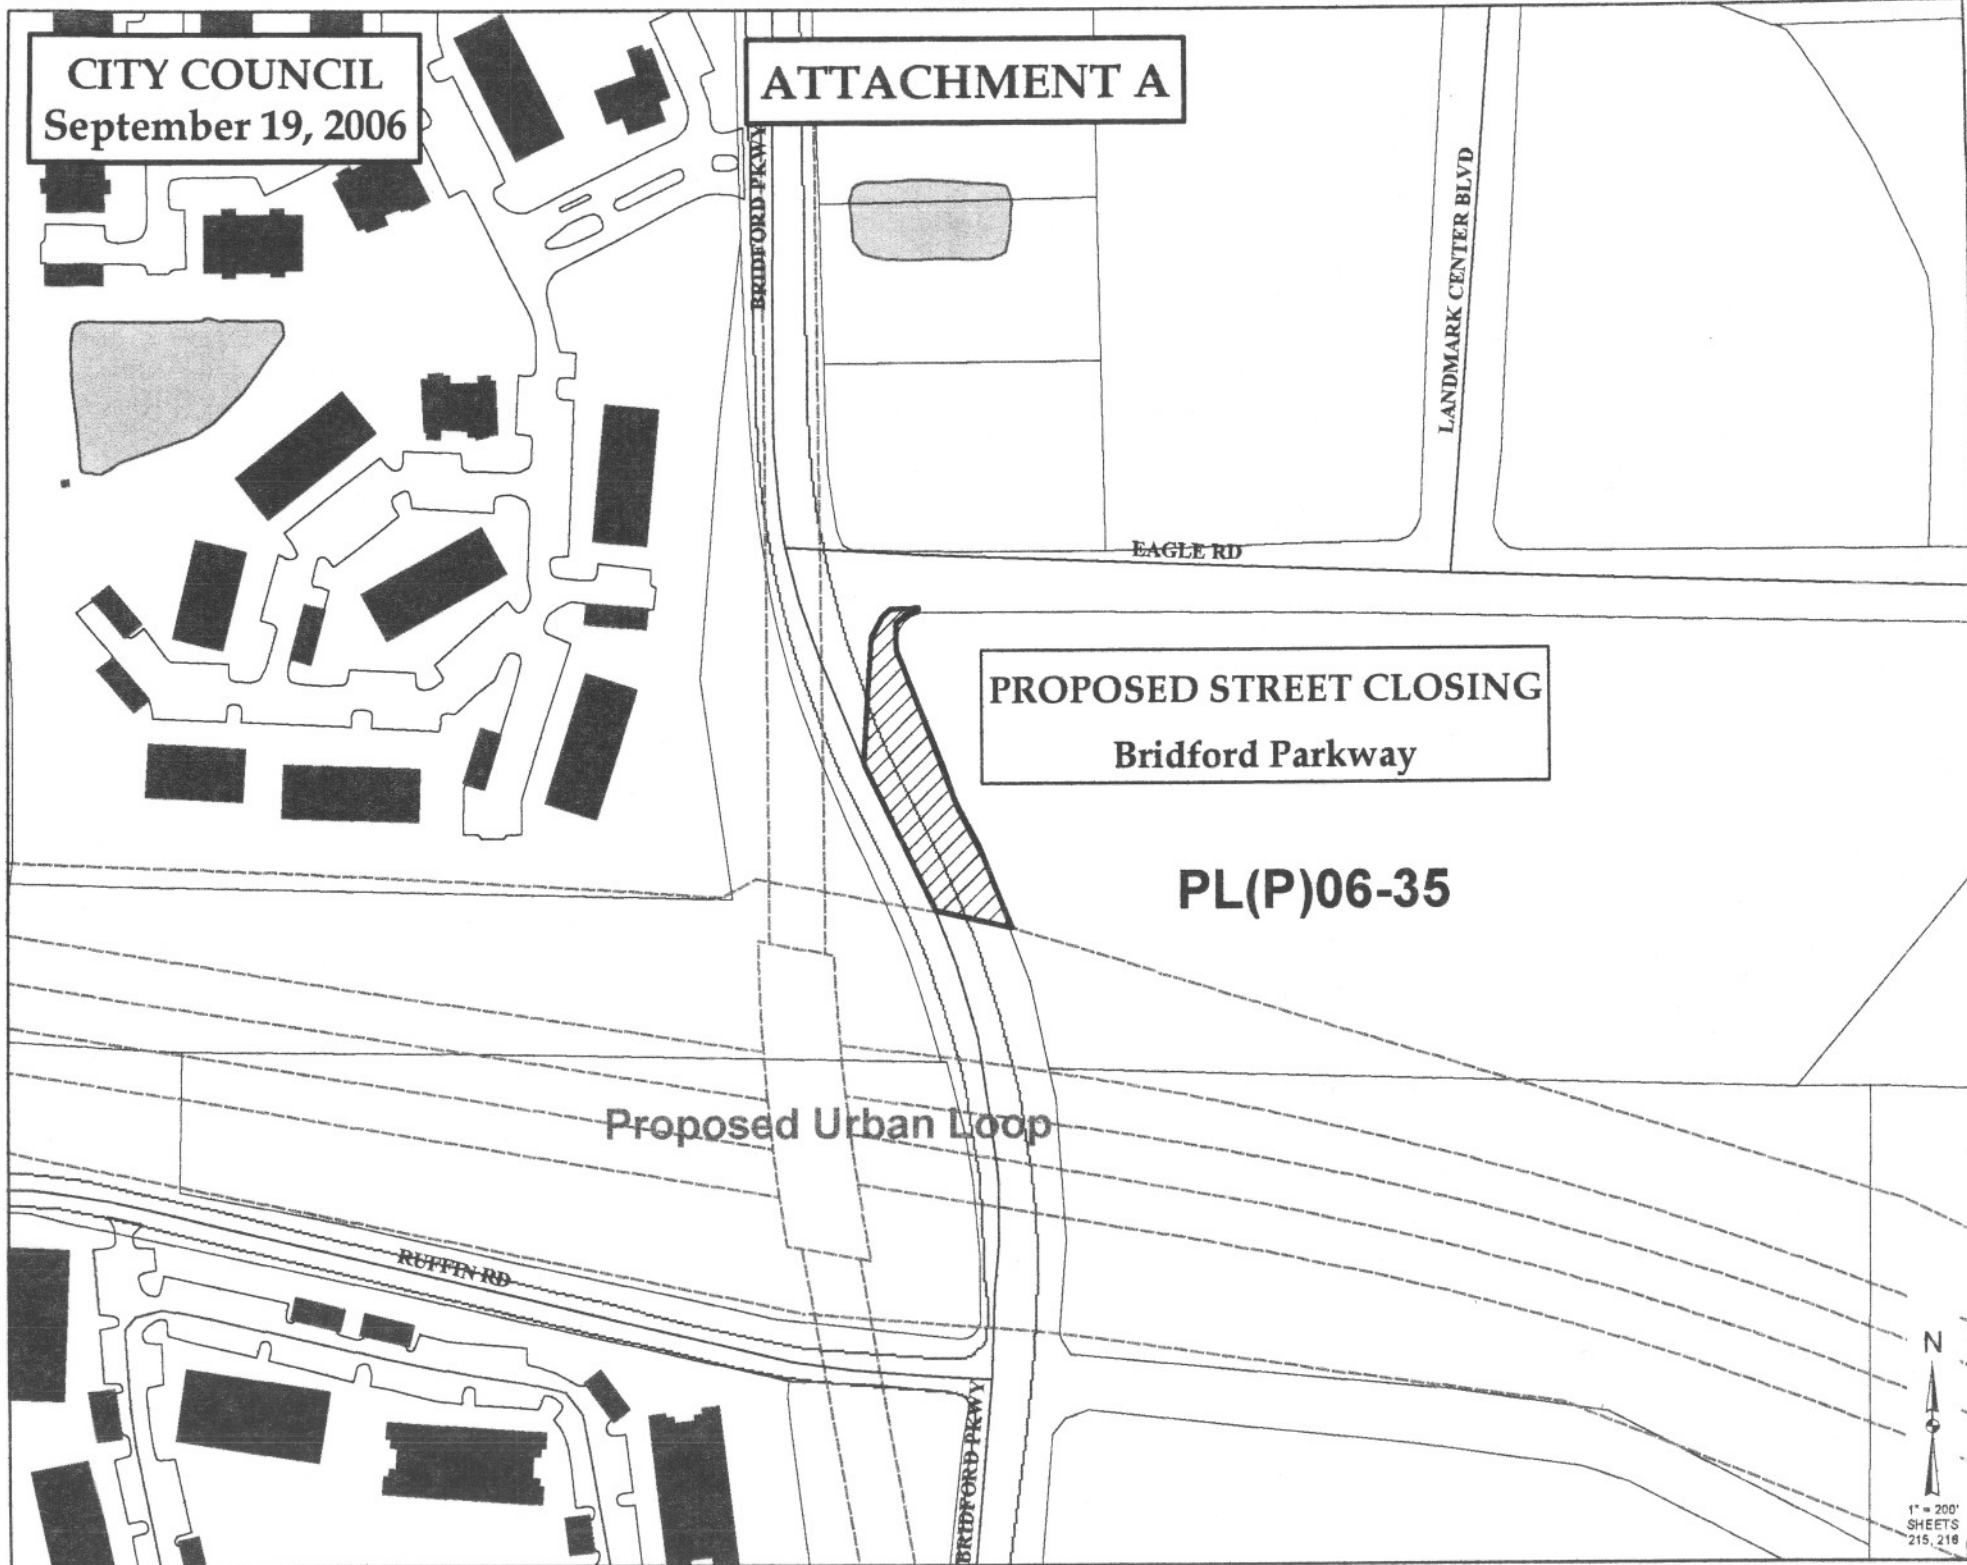 CITY COUNCIL
September 19, 2006
ATTACHMENT A
BRIDFORD PKWY
LANDMARK CENTER BLVD
EAGLE RD
PROPOSED STREET CLOSING
Bridford Parkway
PL(P)06-35
Proposed Urban Loop
RUFFIN RD
BRIDFORD PKWY
N
1" = 200'
SHEETS
215, 216